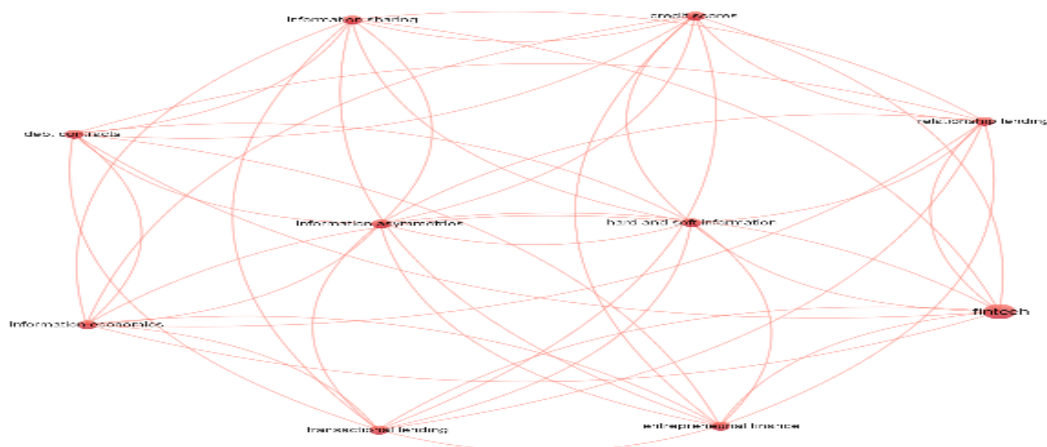 information sharing
credit scores
debt contracts
relationship lending
information asymmetries
hard and soft information
information economics
fintech
transactional lending
entrepreneurial finance